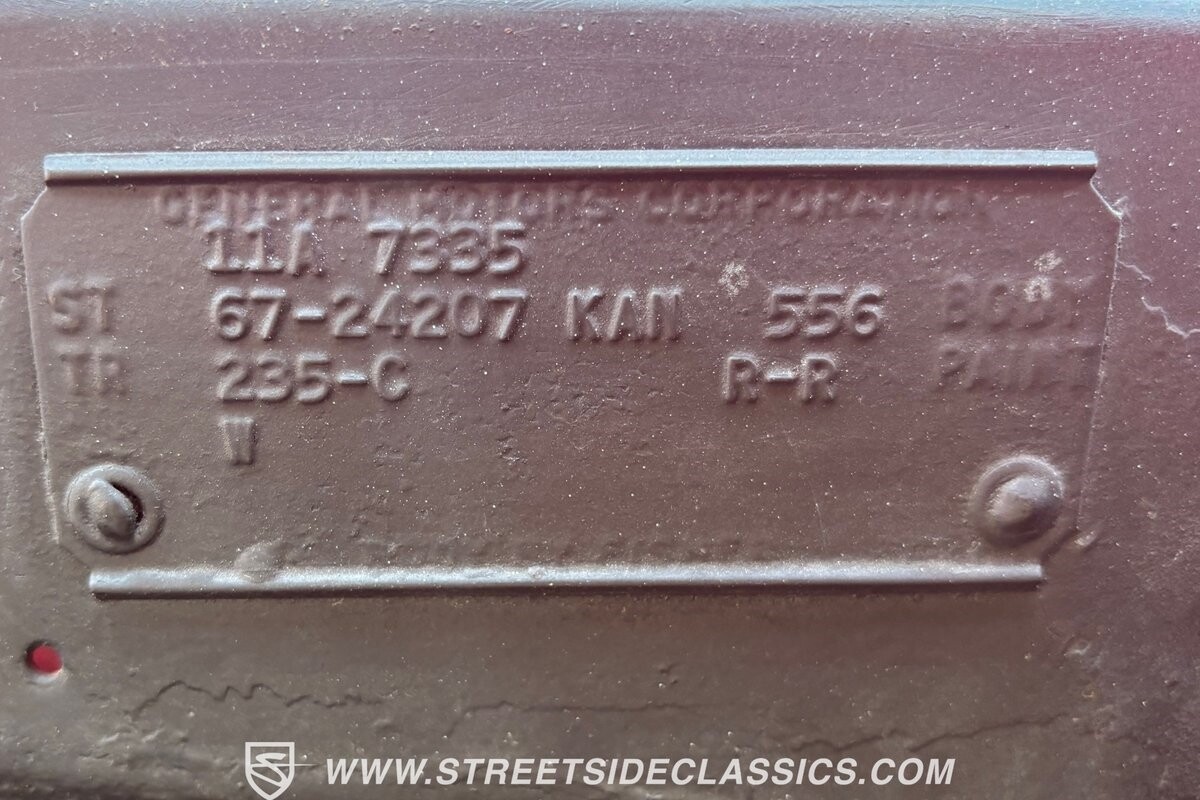 GENERAL MOTORS CORPORATION
11A 7335
ST 67-24207 KAN 556 BODY
TR 235-C R-R PAINT
W
WWW.STREETSIDECLASSICS.COM